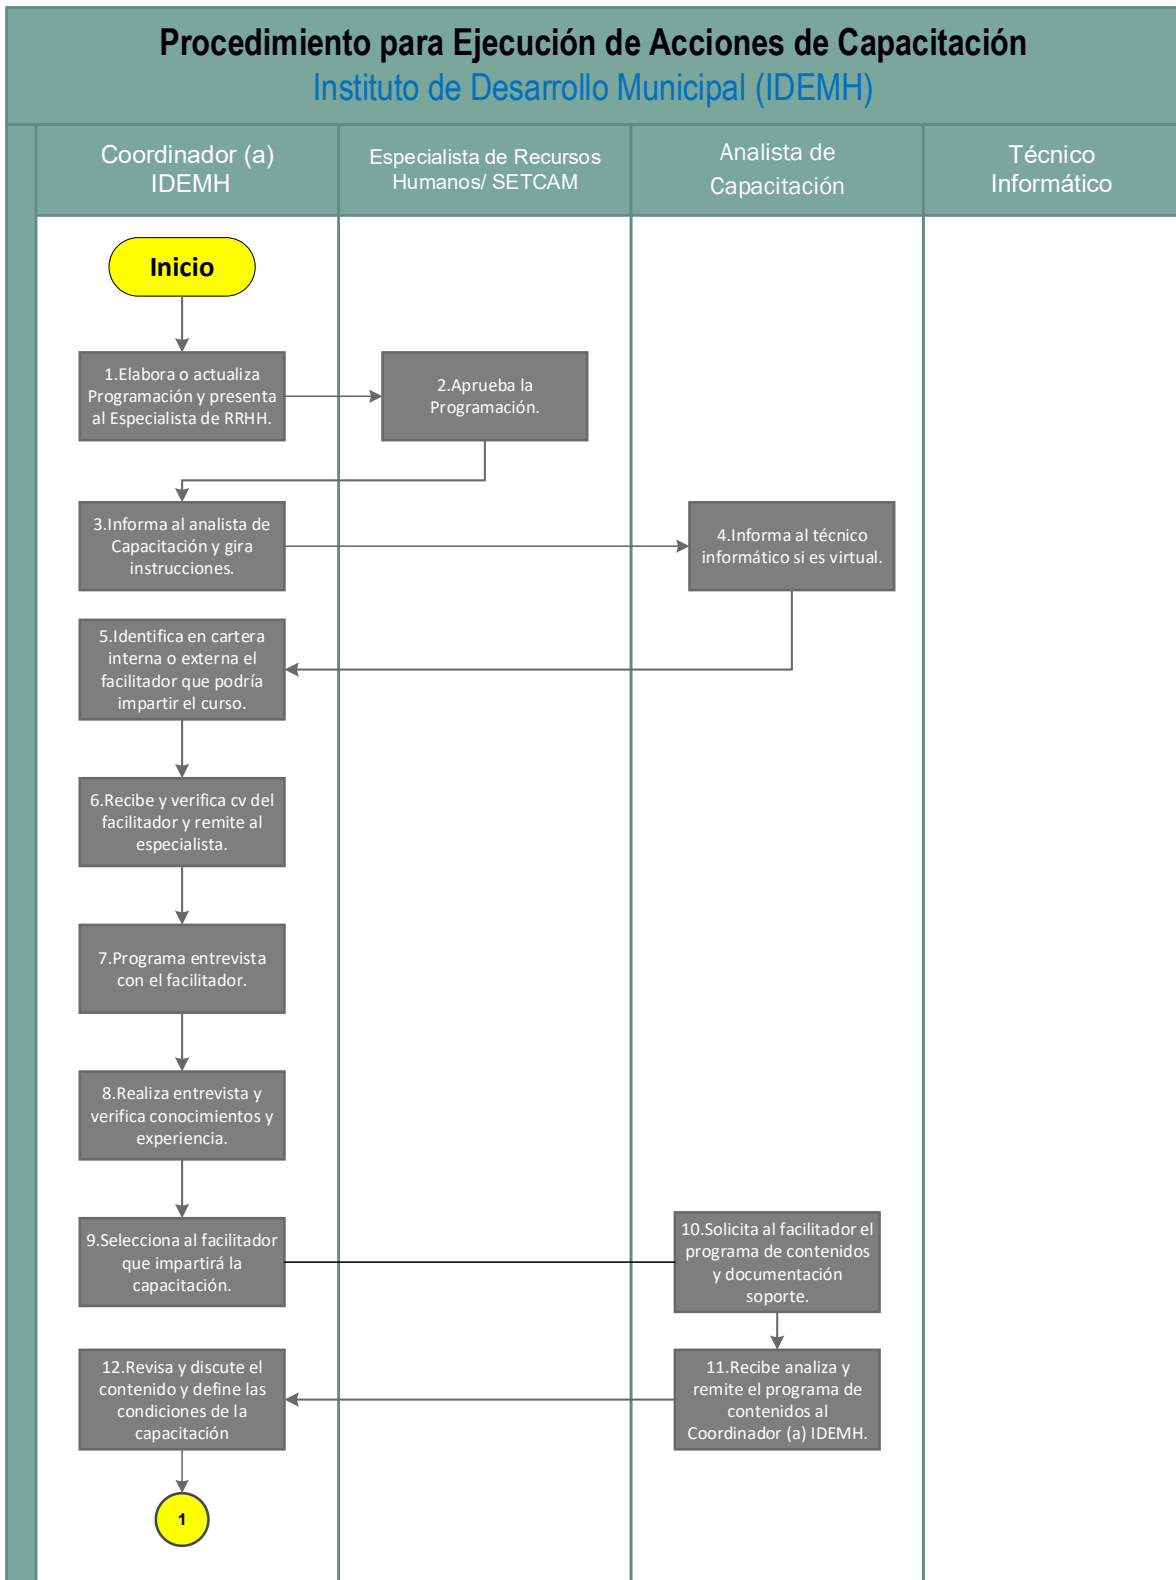 Procedimiento para Ejecución de Acciones de Capacitación
Instituto de Desarrollo Municipal (IDEMH)
Coordinador (a)
IDEMH
Especialista de Recursos
Humanos/ SETCAM
Analista de
Capacitación
Técnico
Informático
Inicio
1.Elabora o actualiza
Programación y presenta
al Especialista de RRHH.
2.Aprueba la
Programación.
3.Informa al analista de
Capacitación y gira
instrucciones.
4.Informa al técnico
informático si es virtual.
5.Identifica en cartera
interna o externa el
facilitador que podría
impartir el curso.
6.Recibe y verifica cv del
facilitador y remite al
especialista.
7.Programa entrevista
con el facilitador.
8.Realiza entrevista y
verifica conocimientos y
experiencia.
9.Selecciona al facilitador
que impartirá la
capacitación.
10.Solicita al facilitador el
programa de contenidos
y documentación
soporte.
11.Recibe analiza y
remite el programa de
contenidos al
Coordinador (a) IDEMH.
12.Revisa y discute el
contenido y define las
condiciones de la
capacitación
1